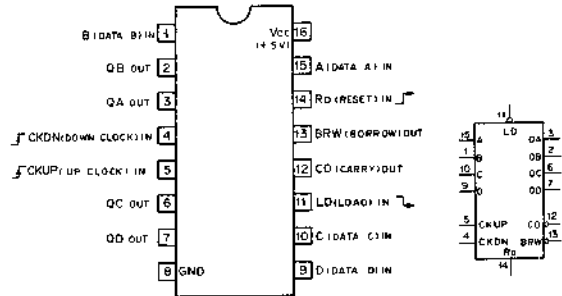 B(DATA B)IN 1
QB OUT 2
QA OUT 3
CKDN(DOWN CLOCK)IN 4
CKUP(UP CLOCK)IN 5
QC OUT 6
QD OUT 7
8 GND
Vcc 16
(+5V)
15 A(DATA A)IN
14 RD(RESET)IN
13 BRW(BORROW)OUT
12 CO(CARRY)OUT
11 LD(LOAD)IN
10 C(DATA C)IN
9 D(DATA D)IN
11
LD
15 A QA 3
1 B QB 2
10 C QC 6
9 D QD 7
5 CKUP CO 12
4 CKDN BRW 13
RD
14